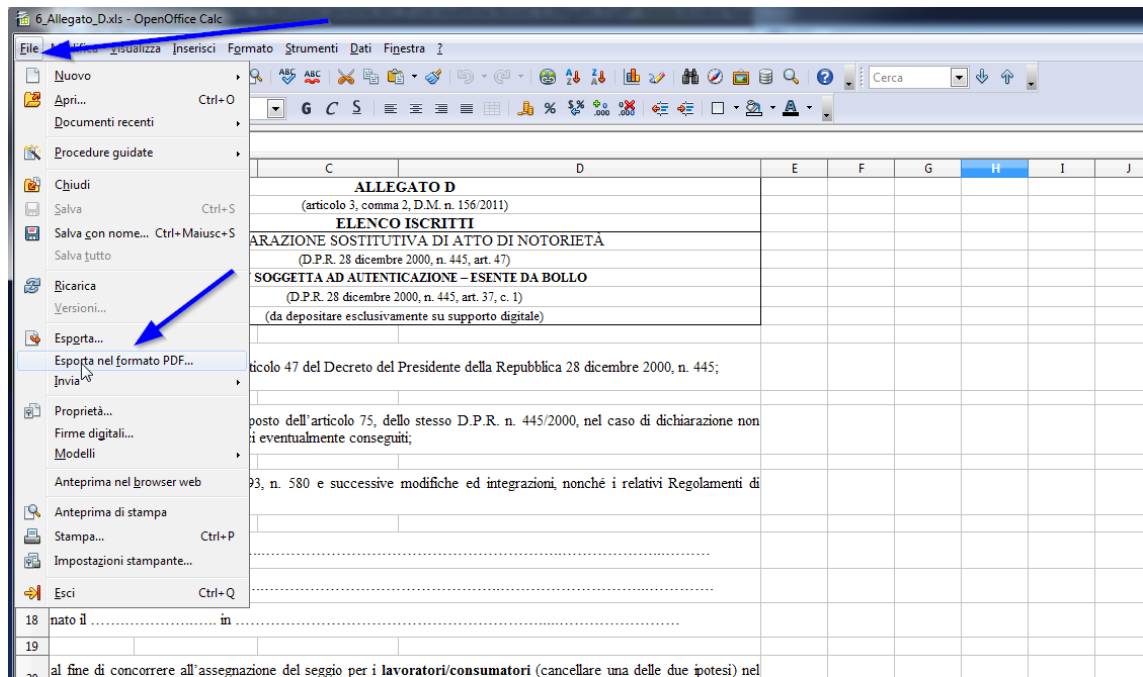 6_Allegato_D.xls - OpenOffice Calc
File Visualizza Inserisci Formato Strumenti Dati Finestra ?
Nuovo
Apri... Ctrl+O
Documenti recenti
Procedure guidate
Chiudi
Salva Ctrl+S
Salva con nome... Ctrl+Maiusc+S
Salva tutto
Ricarica
Versioni...
Esporta...
Esporta nel formato PDF...
Invia
Proprietà...
Firme digitali...
Modelli
Anteprima nel browser web
Anteprima di stampa
Stampa... Ctrl+P
Impostazioni stampante...
Esci Ctrl+Q
ABC ABC Cerca
G C S % $% .000 .000 A
C D E F G H I J
ALLEGATO D
(articolo 3, comma 2, D.M. n. 156/2011)
ELENCO ISCRITTI
ARAZIONE SOSTITUTIVA DI ATTO DI NOTORIETÀ
(D.P.R. 28 dicembre 2000, n. 445, art. 47)
SOGGETTA AD AUTENTICAZIONE – ESENTE DA BOLLO
(D.P.R. 28 dicembre 2000, n. 445, art. 37, c. 1)
(da depositare esclusivamente su supporto digitale)
ticolo 47 del Decreto del Presidente della Repubblica 28 dicembre 2000, n. 445;
posto dell'articolo 75, dello stesso D.P.R. n. 445/2000, nel caso di dichiarazione non
i eventualmente conseguiti;
93, n. 580 e successive modifiche ed integrazioni, nonché i relativi Regolamenti di
18 nato il ........................... in ...............................................................................
19
al fine di concorrere all'assegnazione del seggio per i lavoratori/consumatori (cancellare una delle due ipotesi) nel